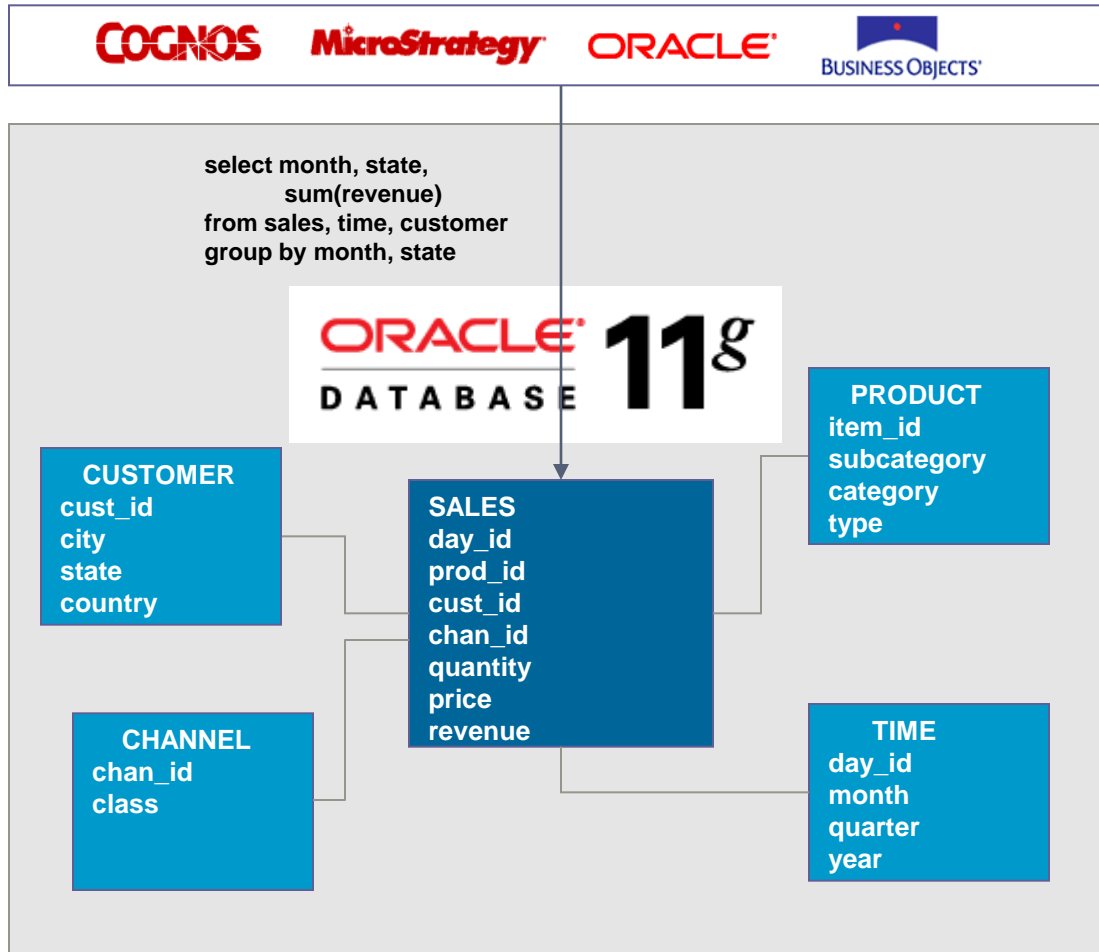 COGNOS
MicroStrategy
ORACLE
BUSINESS OBJECTS
select month, state,
sum(revenue)
from sales, time, customer
group by month, state
ORACLE
DATABASE
11g
CUSTOMER
cust_id
city
state
country
SALES
day_id
prod_id
cust_id
chan_id
quantity
price
revenue
PRODUCT
item_id
subcategory
category
type
CHANNEL
chan_id
class
TIME
day_id
month
quarter
year